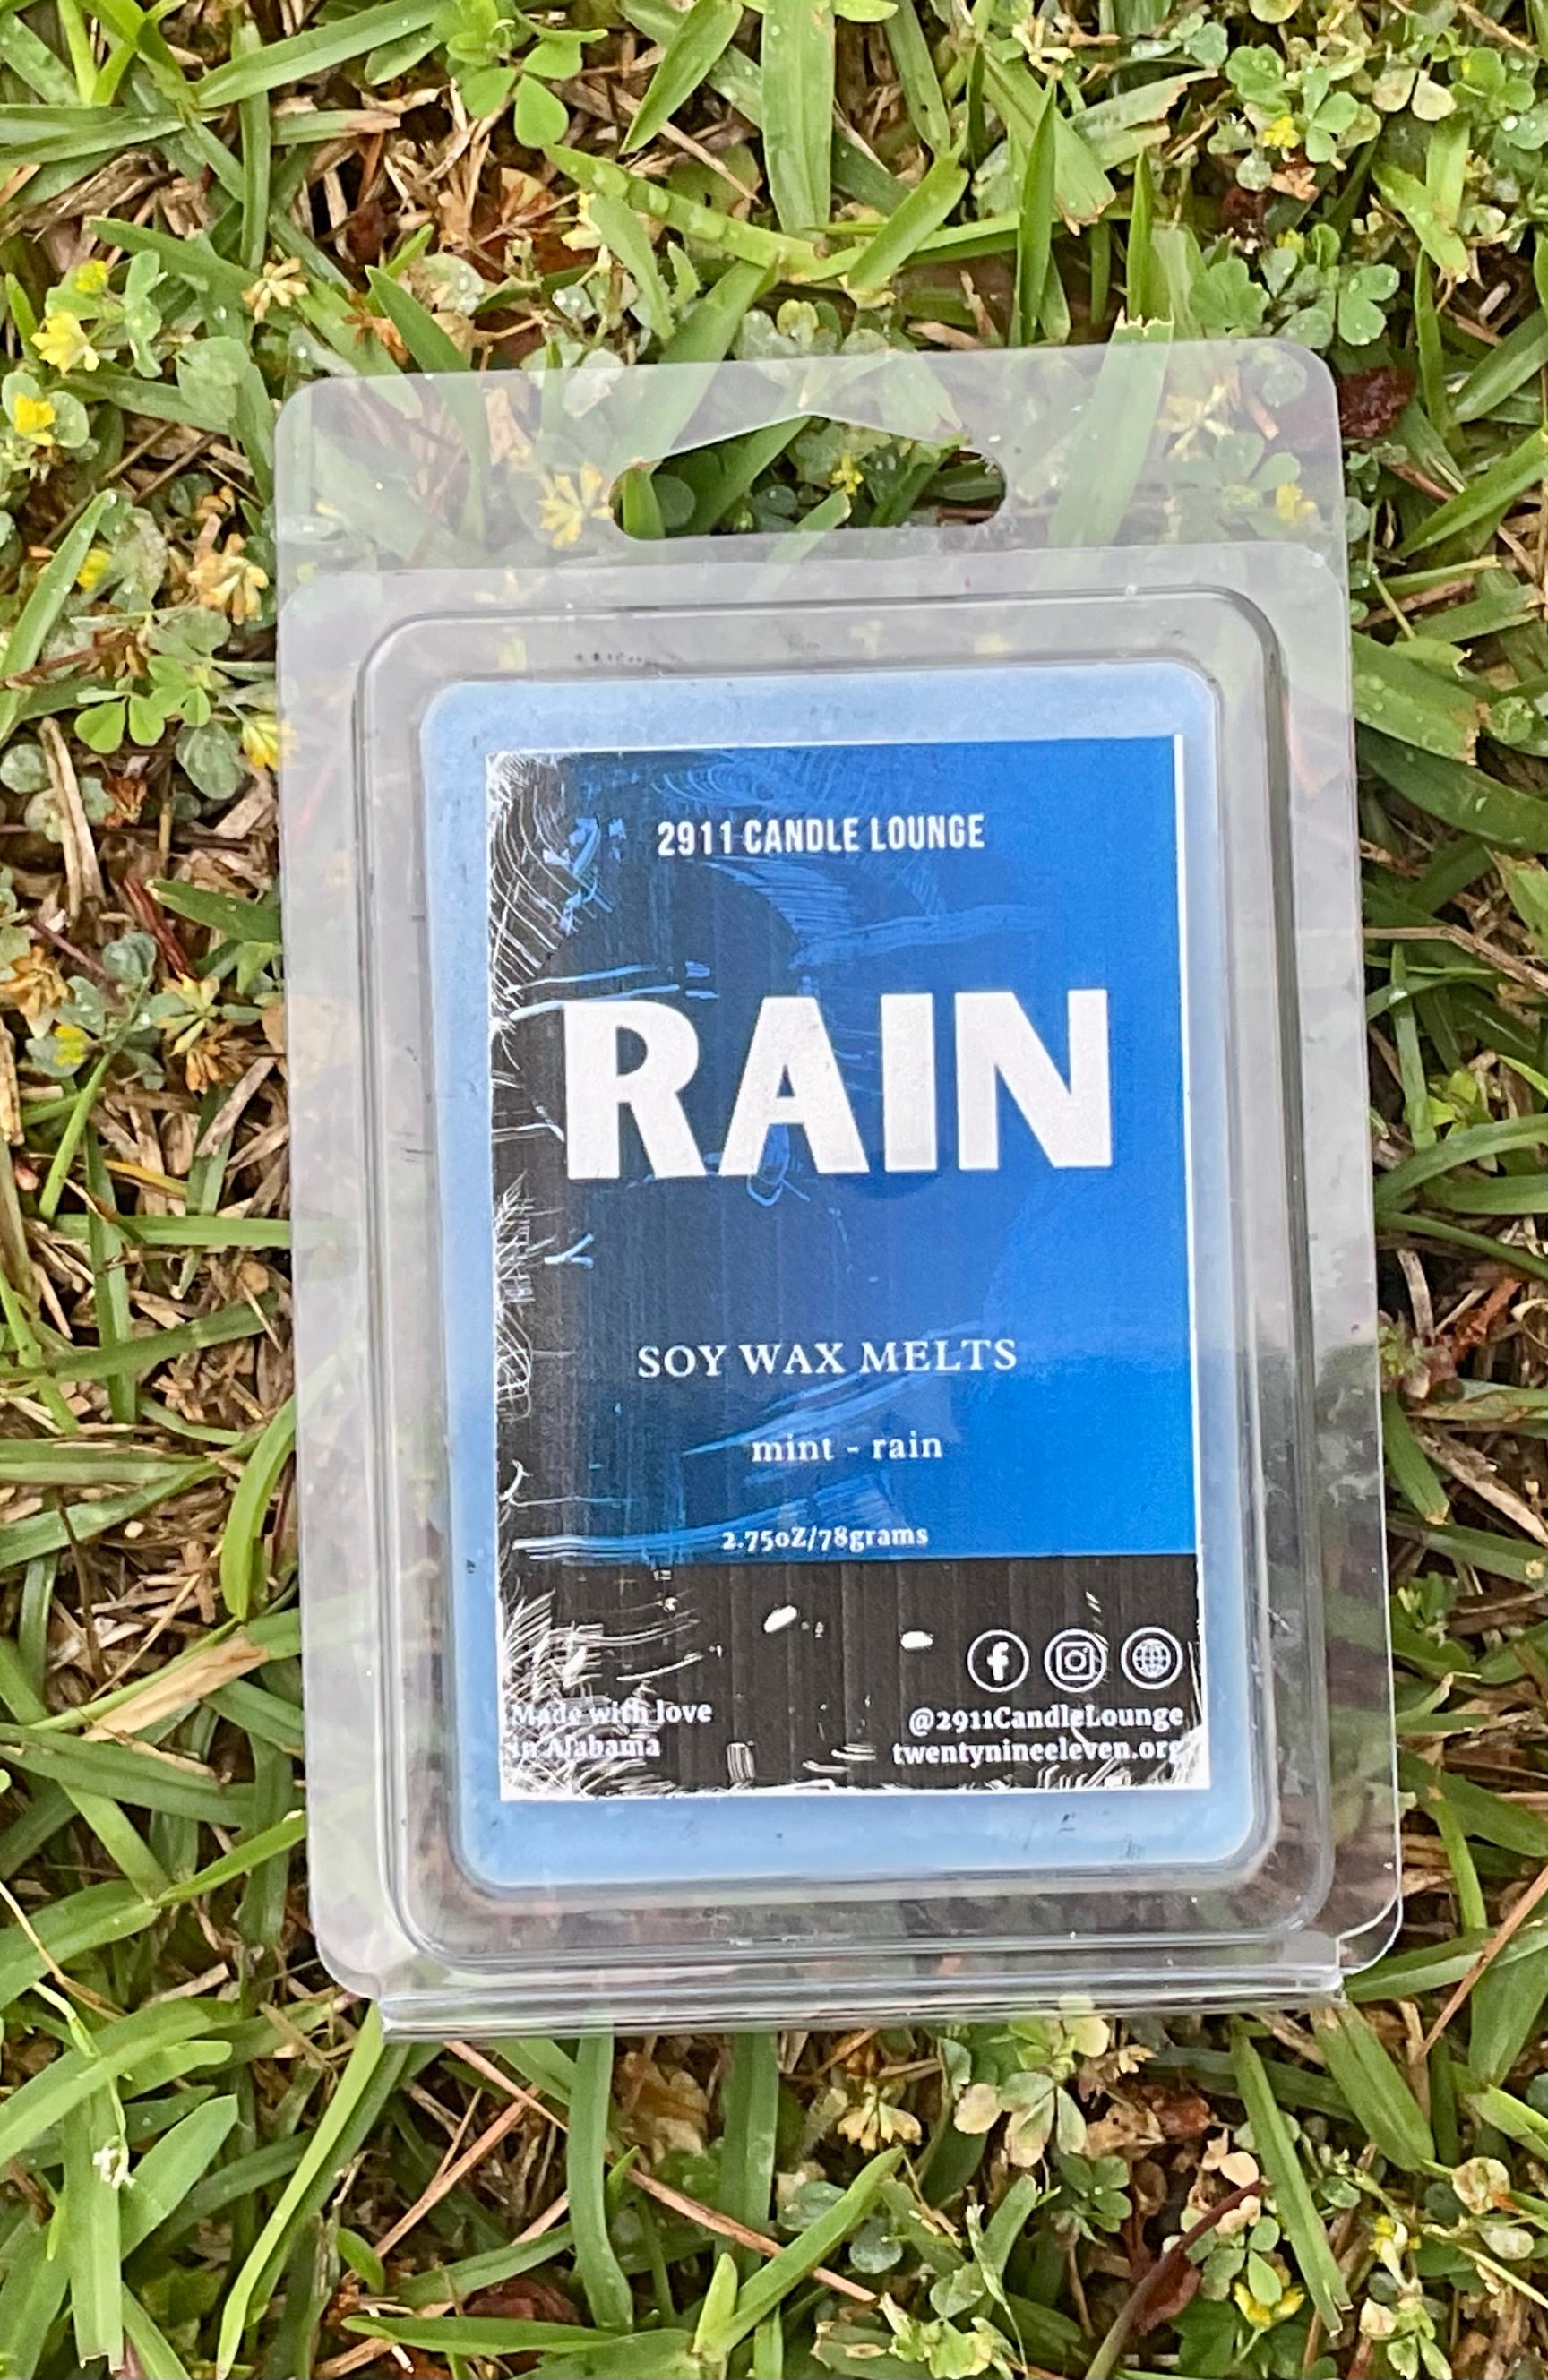 2911 CANDLE LOUNGE
RAIN
SOY WAX MELTS
mint - rain
2.75oZ/78grams
Made with love
in Alabama
@2911CandleLounge
twentynineeleven.org